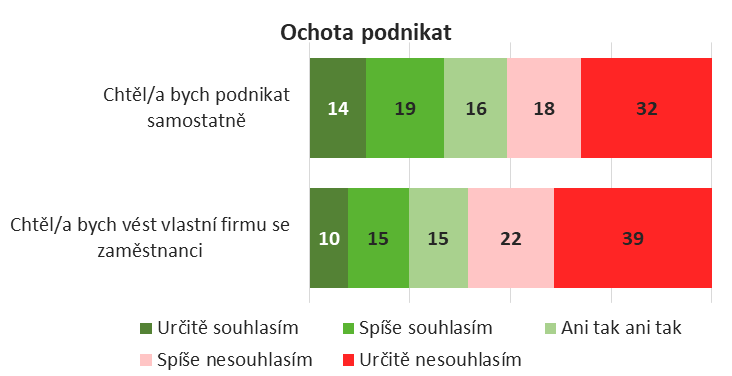 Ochota podnikat
Chtěl/a bych podnikat
samostatně
14 19 16 18 32
Chtěl/a bych vést vlastní firmu se
zaměstnanci
10 15 15 22 39
Určitě souhlasím Spíše souhlasím Ani tak ani tak
Spíše nesouhlasím Určitě nesouhlasím